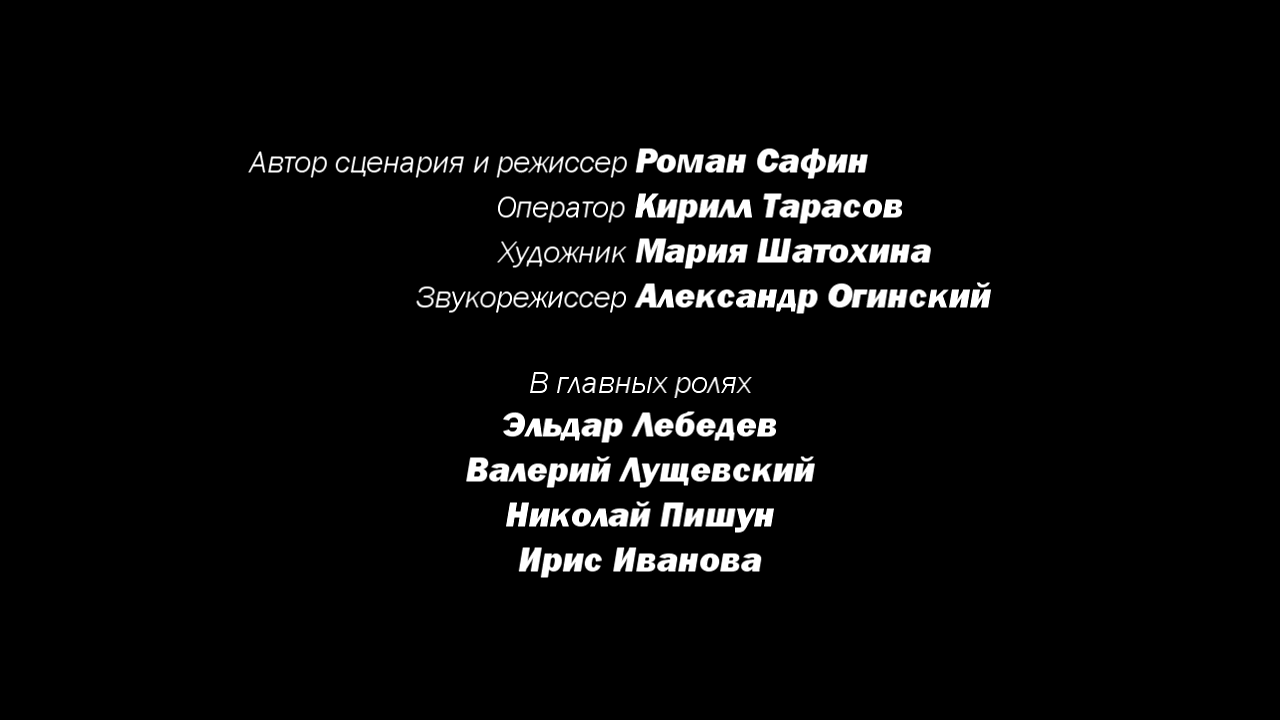 Автор сценария и режиссер Роман Сафин
Оператор Кирилл Тарасов
Художник Мария Шатохина
Звукорежиссер Александр Огинский
В главных ролях
Эльдар Лебедев
Валерий Лущевский
Николай Пишун
Ирис Иванова